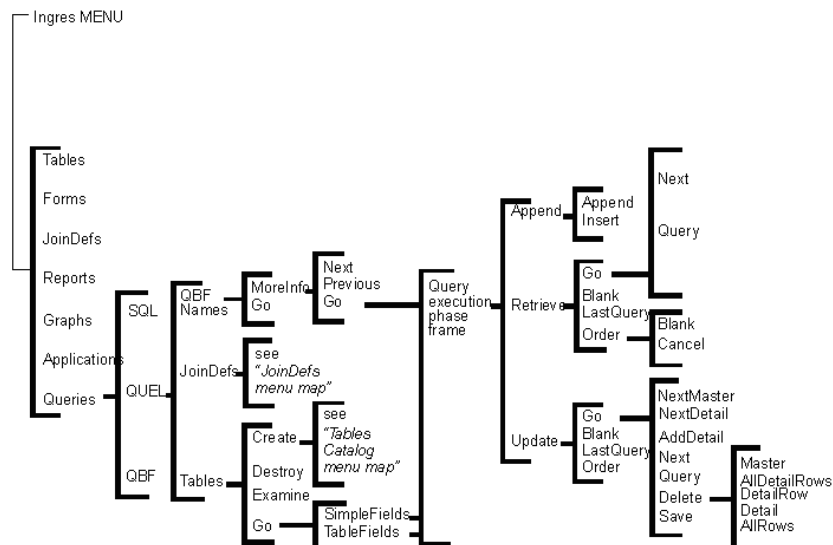 Ingres MENU
Tables
Forms
JoinDefs
Reports
Graphs
Applications
Queries
SQL
QUEL
QBF
QBF
Names
JoinDefs
Tables
MoreInfo
Go
see
“JoinDefs
menu map”
Create
Destroy
Examine
Go
Next
Previous
Go
see
“Tables
Catalog
menu map”
SimpleFields
TableFields
Query
execution
phase
frame
Append
Retrieve
Update
Append
Insert
Go
Blank
LastQuery
Order
Go
Blank
LastQuery
Order
Next
Query
Blank
Cancel
NextMaster
NextDetail
AddDetail
Next
Query
Delete
Save
Master
AllDetailRows
DetailRow
Detail
AllRows